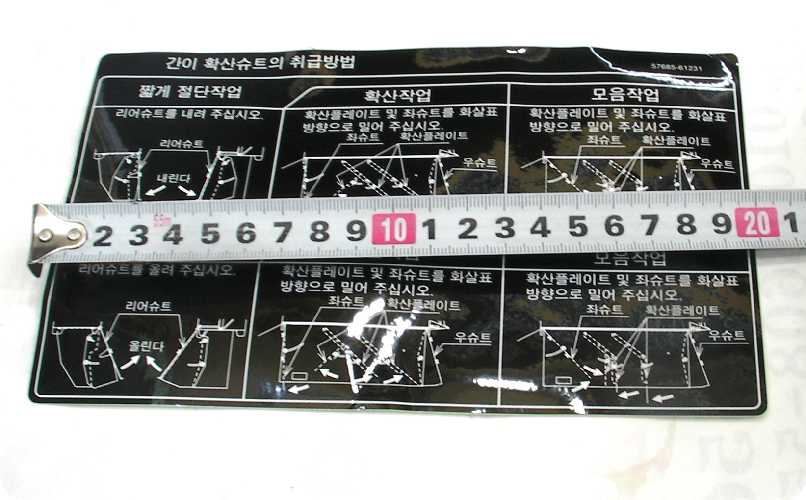 간이 확산슈트의 취급방법
57685-61231
짧게 절단작업
확산작업
모음작업
리어슈트를 내려 주십시오.
확산플레이트 및 좌슈트를 화살표
방향으로 밀어 주십시오.
확산플레이트 및 좌슈트를 화살표
방향으로 밀어 주십시오.
리어슈트
내린다
좌슈트
확산플레이트
우슈트
좌슈트
확산플레이트
우슈트
55m
2 3 4 5 6 7 8 9 10 1 2 3 4 5 6 7 8 9 20 1
모음작업
리어슈트를 올려 주십시오.
확산플레이트 및 좌슈트를 화살표
방향으로 밀어 주십시오.
확산플레이트 및 좌슈트를 화살표
방향으로 밀어 주십시오.
리어슈트
올린다
좌슈트
확산플레이트
우슈트
좌슈트
확산플레이트
우슈트